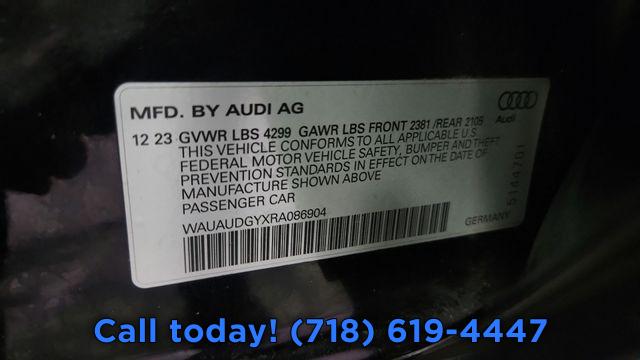 MFD. BY AUDI AG
Audi
12 23 GVWR LBS 4299 GAWR LBS FRONT 2381 /REAR 2105
THIS VEHICLE CONFORMS TO ALL APPLICABLE U.S.
FEDERAL MOTOR VEHICLE SAFETY, BUMPER AND THEFT
PREVENTION STANDARDS IN EFFECT ON THE DATE OF
MANUFACTURE SHOWN ABOVE
PASSENGER CAR
WAUAUDGYXRA086904
GERMANY
5144701
Call today! (718) 619-4447